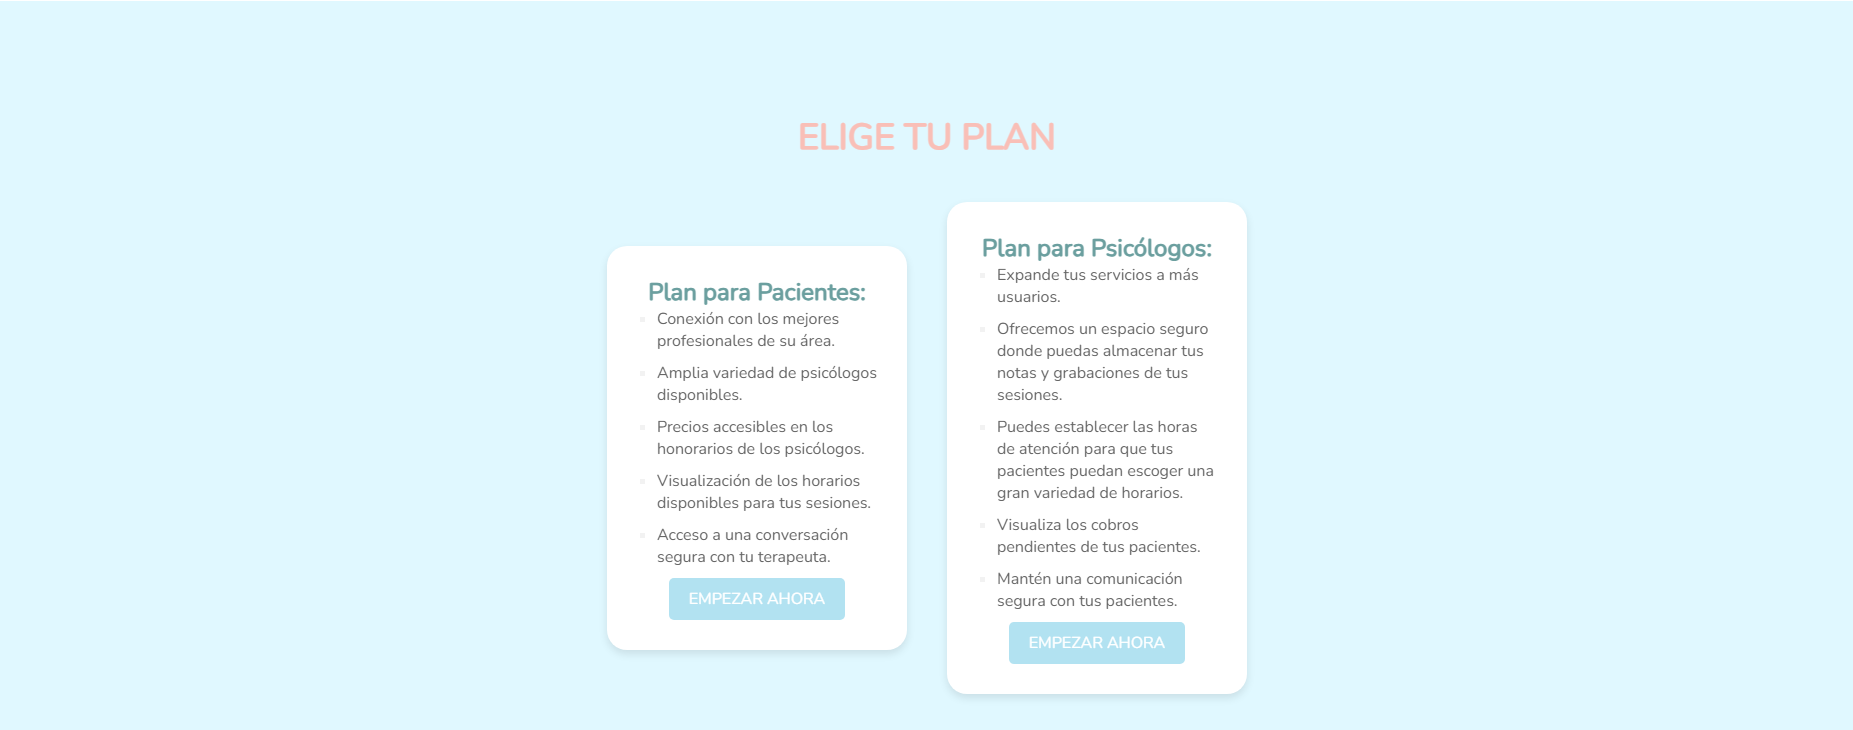 ELIGE TU PLAN
Plan para Pacientes:
Conexión con los mejores
profesionales de su área.
Amplia variedad de psicólogos
disponibles.
Precios accesibles en los
honorarios de los psicólogos.
Visualización de los horarios
disponibles para tus sesiones.
Acceso a una conversación
segura con tu terapeuta.
EMPEZAR AHORA
Plan para Psicólogos:
Expande tus servicios a más
usuarios.
Ofrecemos un espacio seguro
donde puedas almacenar tus
notas y grabaciones de tus
sesiones.
Puedes establecer las horas
de atención para que tus
pacientes puedan escoger una
gran variedad de horarios.
Visualiza los cobros
pendientes de tus pacientes.
Mantén una comunicación
segura con tus pacientes.
EMPEZAR AHORA